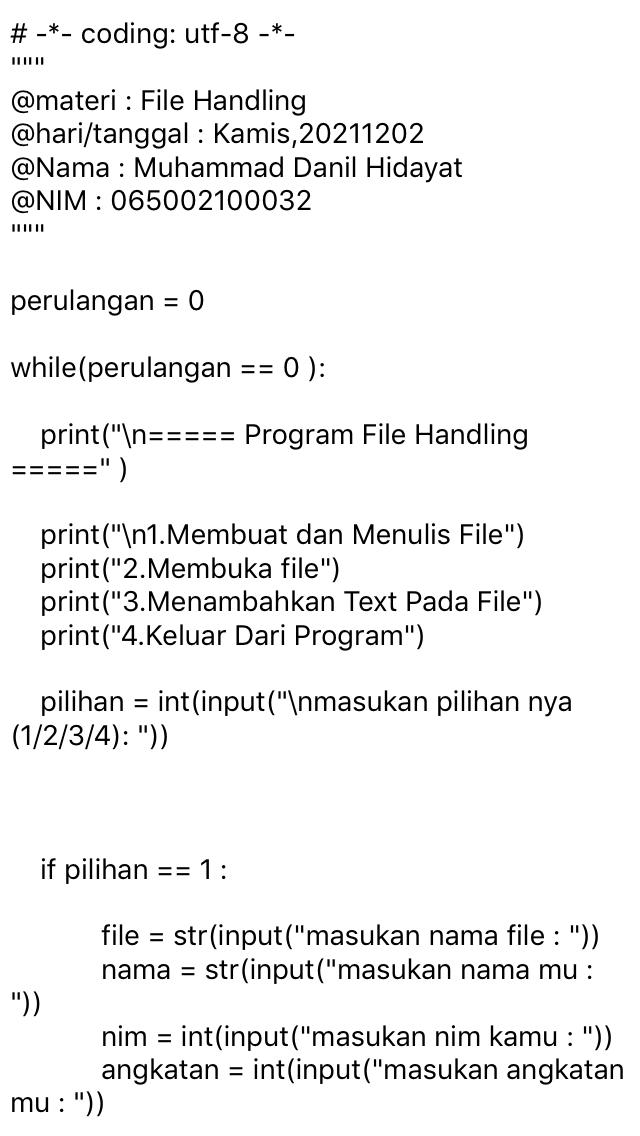 # -*- coding: utf-8 -*-
"""
@materi : File Handling
@hari/tanggal : Kamis,20211202
@Nama : Muhammad Danil Hidayat
@NIM : 065002100032
"""
perulangan = 0
while(perulangan == 0 ):
print("\n===== Program File Handling
=====" )
print("\n1.Membuat dan Menulis File")
print("2.Membuka file")
print("3.Menambahkan Text Pada File")
print("4.Keluar Dari Program")
pilihan = int(input("\nmasukan pilihan nya
(1/2/3/4): "))
if pilihan == 1 :
file = str(input("masukan nama file : "))
nama = str(input("masukan nama mu :
"))
nim = int(input("masukan nim kamu : "))
angkatan = int(input("masukan angkatan
mu : "))